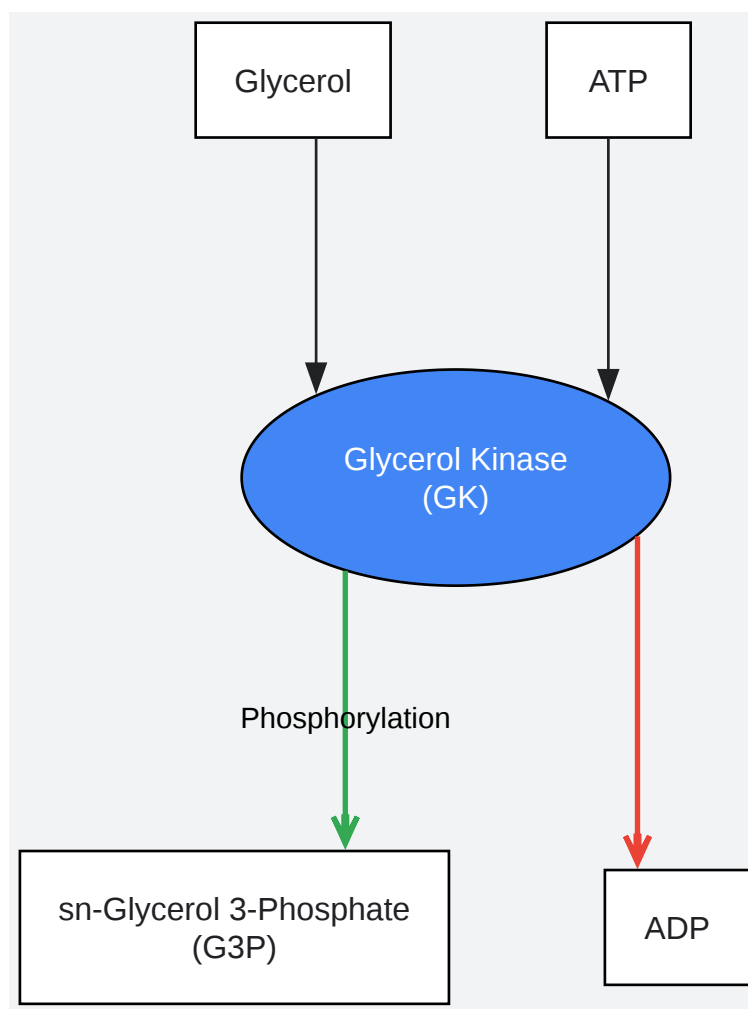 Glycerol
ATP
Glycerol Kinase
(GK)
Phosphorylation
sn-Glycerol 3-Phosphate
(G3P)
ADP